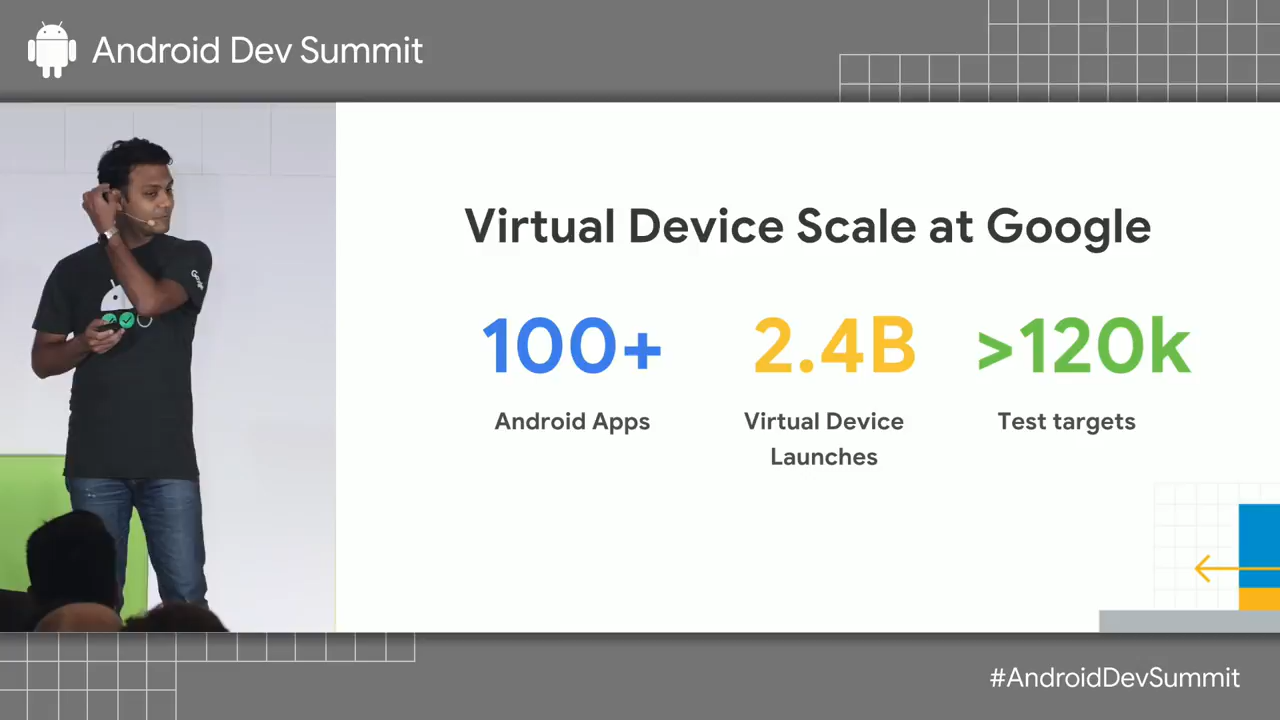 Android Dev Summit
Google
Virtual Device Scale at Google
100+
2.4B
>120k
Android Apps
Virtual Device
Launches
Test targets
#AndroidDevSummit